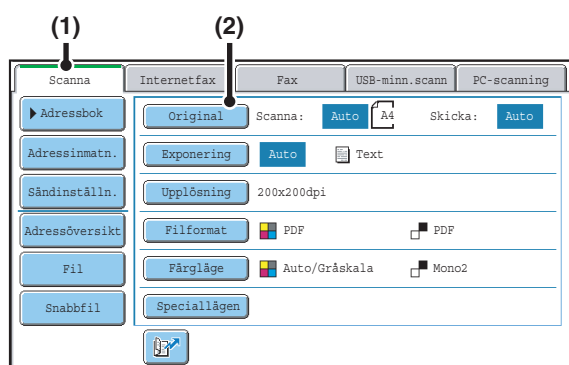 (1) (2)
Scanna Internetfax Fax USB-minn.scann PC-scanning
Adressbok Original Scanna: Auto A4 Skicka: Auto
Adressinmatn. Exponering Auto Text
Sändinställn. Upplösning 200x200dpi
Adressöversikt Filformat PDF PDF
Fil Färgläge Auto/Gråskala Mono2
Snabbfil Speciallägen